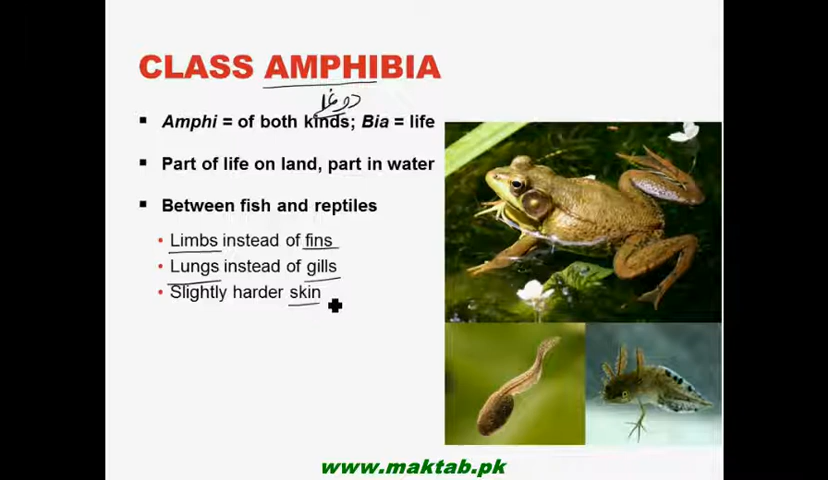 CLASS AMPHIBIA
دوغلا
Amphi = of both kinds; Bia = life
Part of life on land, part in water
Between fish and reptiles
Limbs instead of fins
Lungs instead of gills
Slightly harder skin
www.maktab.pk